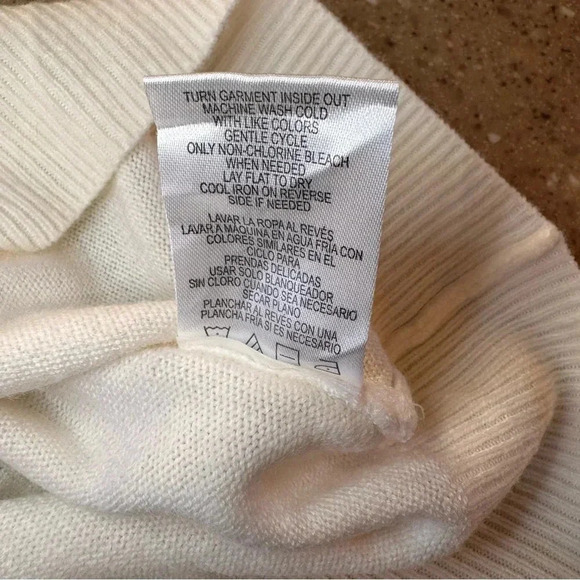 TURN GARMENT INSIDE OUT
MACHINE WASH COLD
WITH LIKE COLORS
GENTLE CYCLE
ONLY NON-CHLORINE BLEACH
WHEN NEEDED
LAY FLAT TO DRY
COOL IRON ON REVERSE
SIDE IF NEEDED
LAVAR LA ROPA AL REVÉS
LAVAR A MÁQUINA EN AGUA FRÍA CON
COLORES SIMILARES EN EL
CICLO PARA
PRENDAS DELICADAS
USAR SOLO BLANQUEADOR
SIN CLORO CUANDO SEA NECESARIO
SECAR PLANO
PLANCHAR AL REVÉS CON UNA
PLANCHA FRÍA SI ES NECESARIO